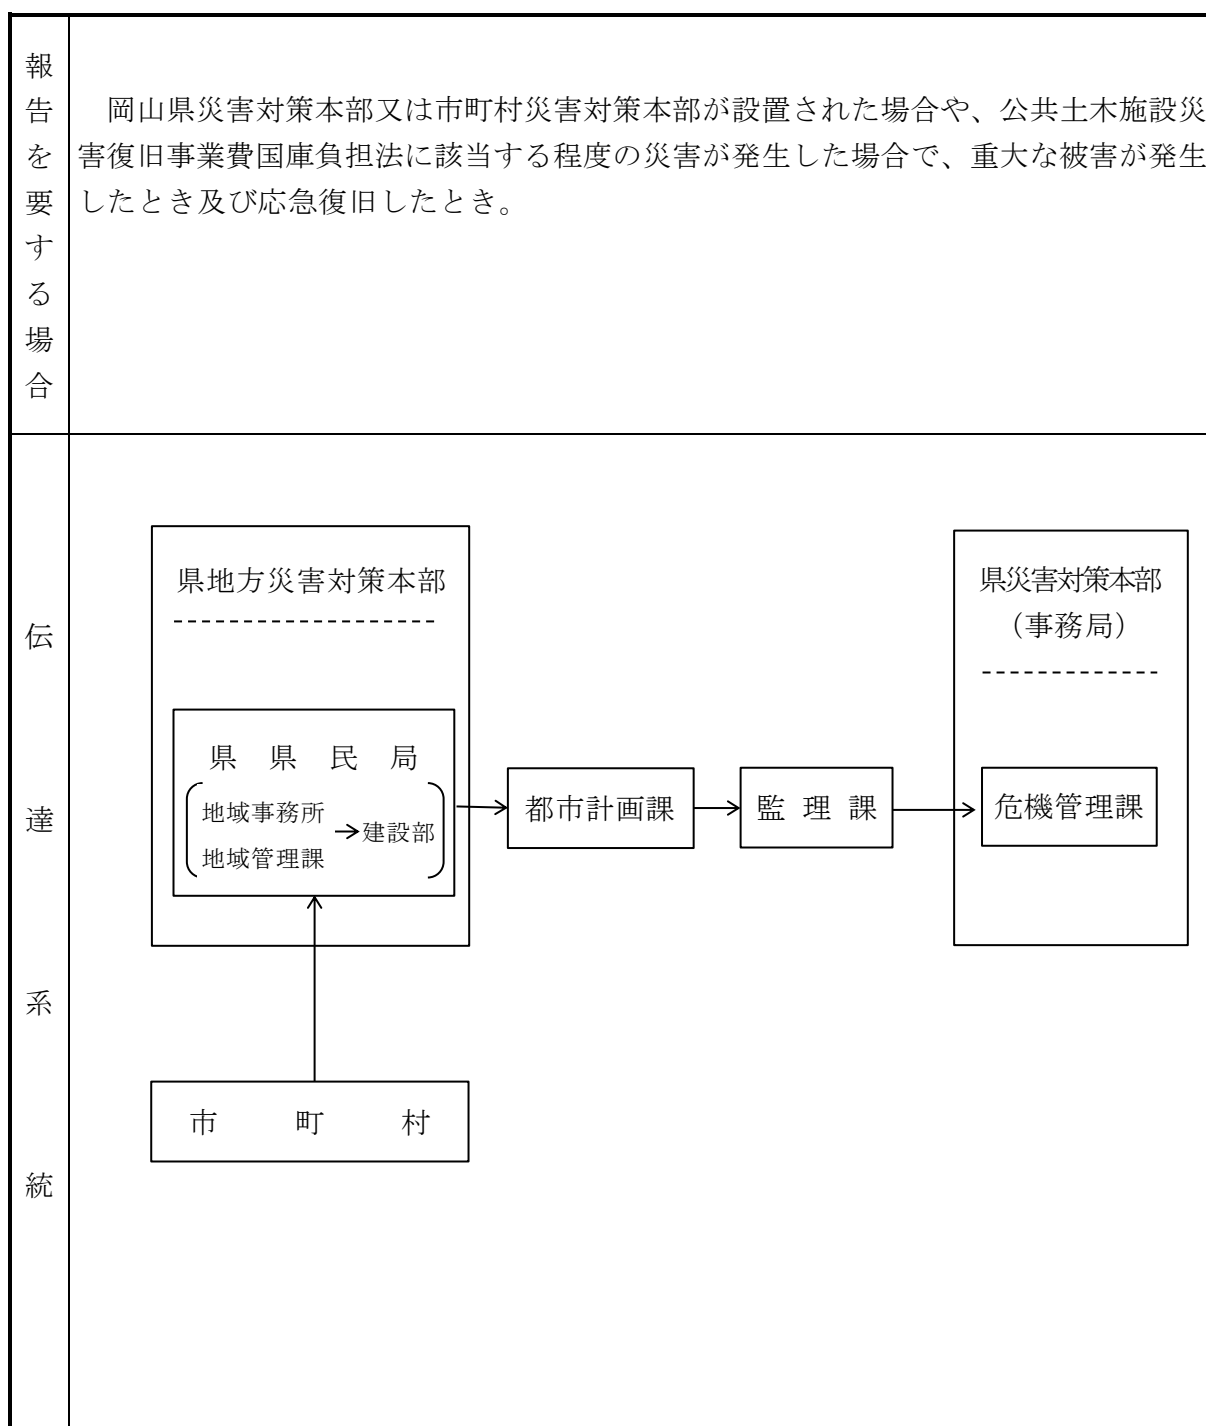 報告を要する場合
岡山県災害対策本部又は市町村災害対策本部が設置された場合や、公共土木施設災
害復旧事業費国庫負担法に該当する程度の災害が発生した場合で、重大な被害が発生
したとき及び応急復旧したとき。
伝達系統
県地方災害対策本部
県県民局
地域事務所
地域管理課
建設部
市町村
都市計画課
監理課
県災害対策本部
（事務局）
危機管理課